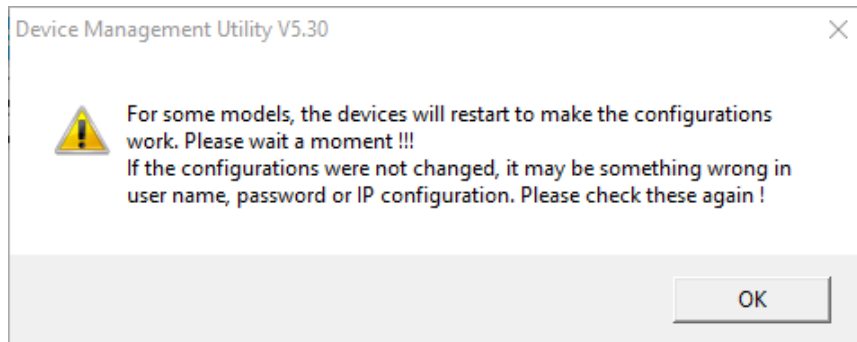 Device Management Utility V5.30
For some models, the devices will restart to make the configurations
work. Please wait a moment !!!
If the configurations were not changed, it may be something wrong in
user name, password or IP configuration. Please check these again !
OK